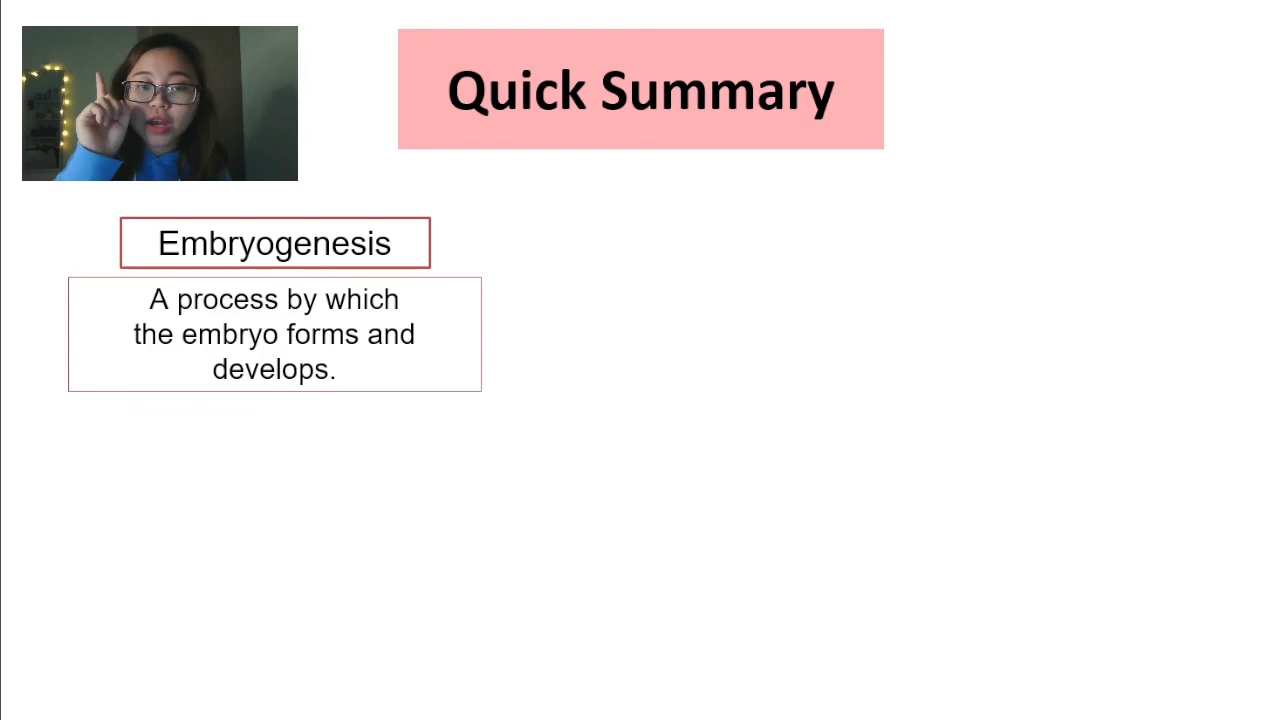 Quick Summary
Embryogenesis
A process by which
the embryo forms and
develops.